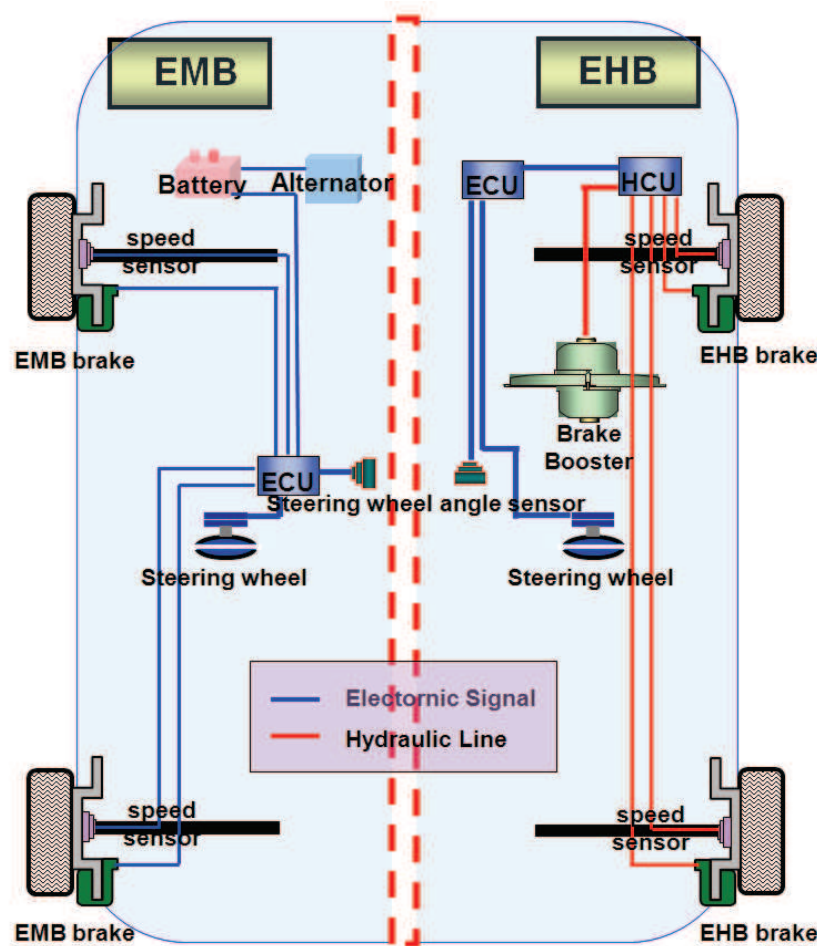 EMB
EHB
Battery
Alternator
ECU
HCU
speed
sensor
speed
sensor
EMB brake
EHB brake
Brake
Booster
ECU
Steering wheel angle sensor
Steering wheel
Steering wheel
Electornic Signal
Hydraulic Line
speed
sensor
speed
sensor
EMB brake
EHB brake